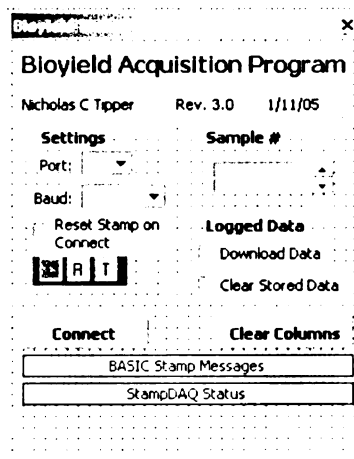 Bioyield Acquisition Program
Nicholas C Tipper Rev. 3.0 1/11/05
Settings Sample #
Port:
Baud:
Reset Stamp on
Connect
Logged Data
Download Data
R T
Clear Stored Data
Connect Clear Columns
BASIC Stamp Messages
StampDAQ Status